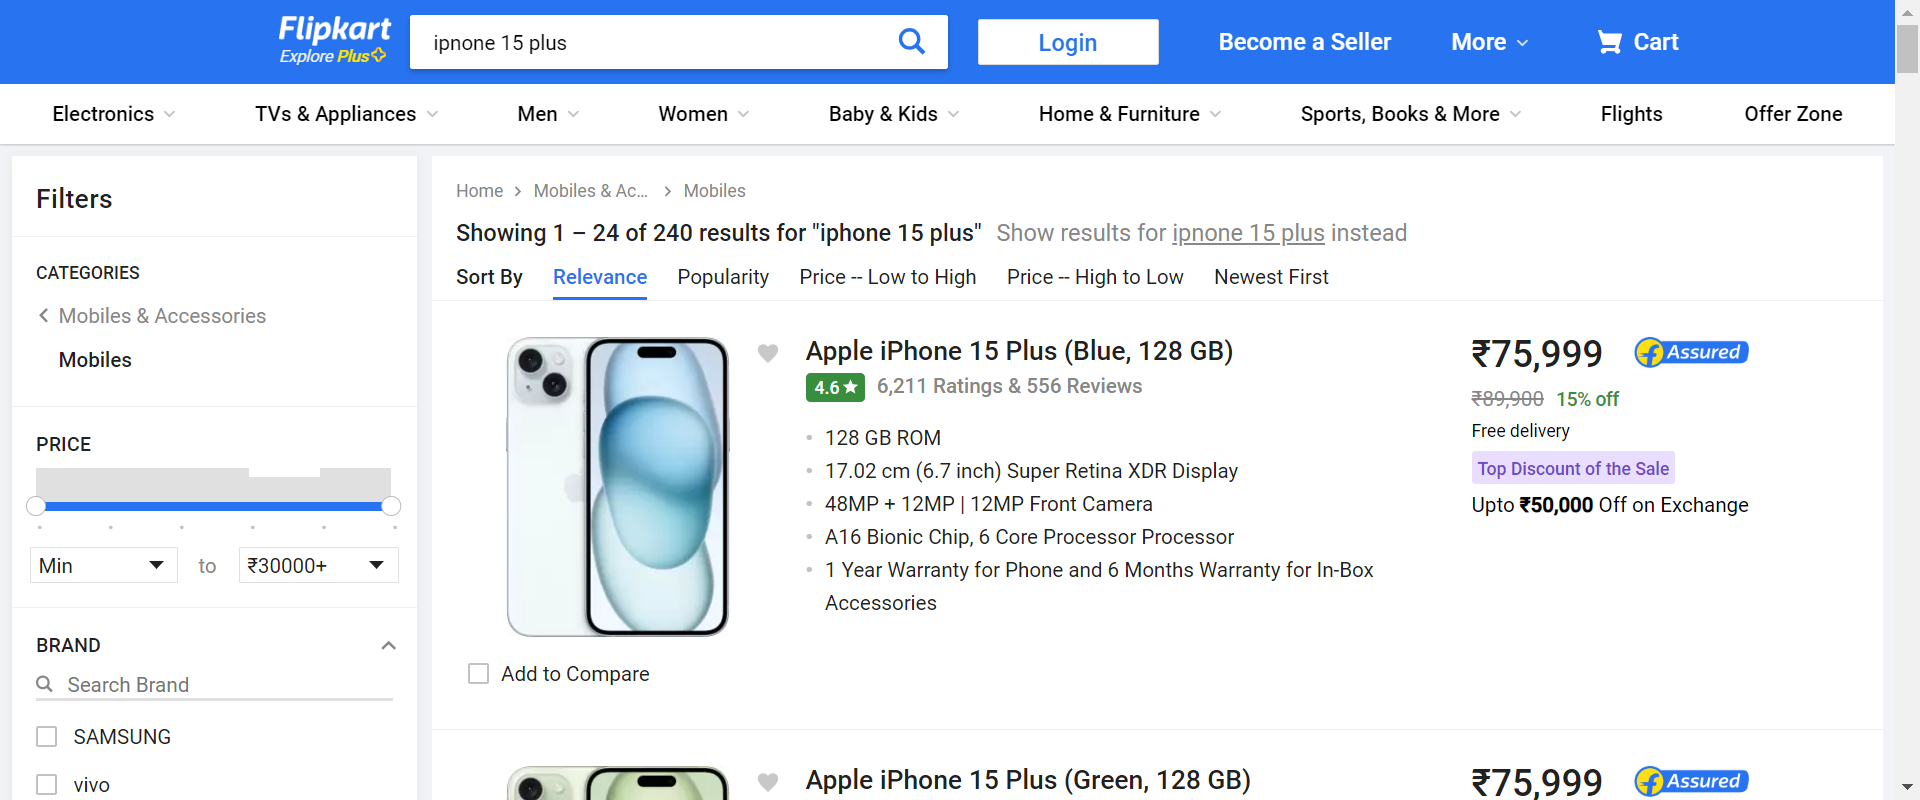 Flipkart
Explore Plus
ipnone 15 plus
Login
Become a Seller
More
Cart
Electronics
TVs & Appliances
Men
Women
Baby & Kids
Home & Furniture
Sports, Books & More
Flights
Offer Zone
Filters
CATEGORIES
Mobiles & Accessories
Mobiles
PRICE
Min
to
₹30000+
BRAND
Search Brand
SAMSUNG
vivo
Home
Mobiles & Ac...
Mobiles
Showing 1 – 24 of 240 results for "iphone 15 plus" Show results for ipnone 15 plus instead
Sort By
Relevance
Popularity
Price -- Low to High
Price -- High to Low
Newest First
Apple iPhone 15 Plus (Blue, 128 GB)
4.6★
6,211 Ratings & 556 Reviews
128 GB ROM
17.02 cm (6.7 inch) Super Retina XDR Display
48MP + 12MP | 12MP Front Camera
A16 Bionic Chip, 6 Core Processor Processor
1 Year Warranty for Phone and 6 Months Warranty for In-Box
Accessories
Add to Compare
₹75,999
f Assured
₹89,900 15% off
Free delivery
Top Discount of the Sale
Upto ₹50,000 Off on Exchange
Apple iPhone 15 Plus (Green, 128 GB)
₹75,999
f Assured